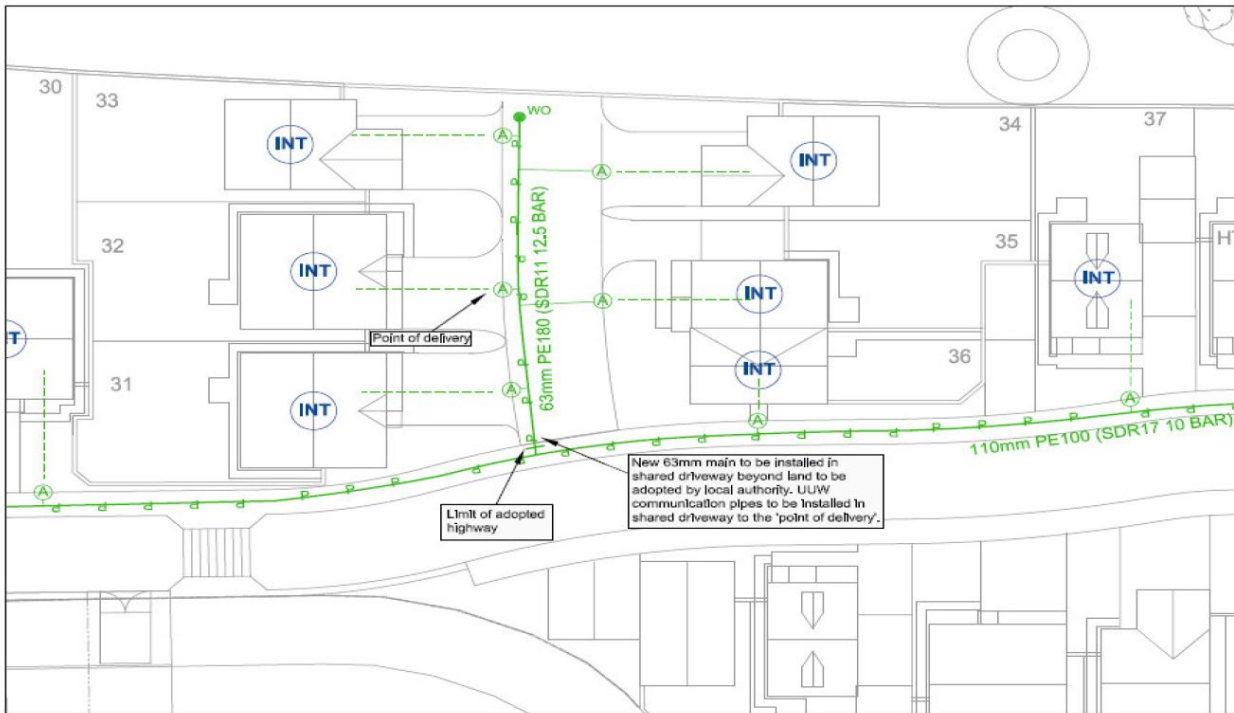 30
33
WO
INT
A
A
INT
34
37
32
INT
A
Point of delivery
63mm PE180 (SDR11 12.5 BAR)
A
INT
35
INT
H
INT
31
INT
A
INT
36
A
A
A
110mm PE100 (SDR17 10 BAR)
Limit of adopted
highway
New 63mm main to be installed in
shared driveway beyond land to be
adopted by local authority. UUW
communication pipes to be installed in
shared driveway to the 'point of delivery'.